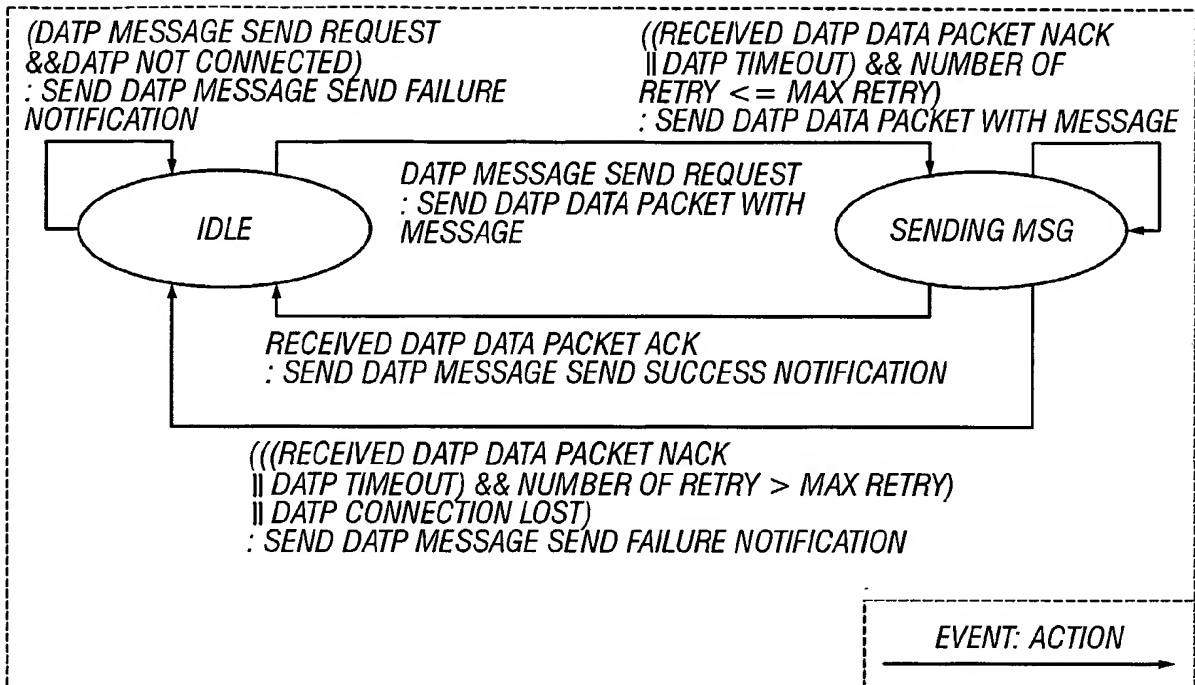 (DATP MESSAGE SEND REQUEST
&&DATP NOT CONNECTED)
: SEND DATP MESSAGE SEND FAILURE
NOTIFICATION
((RECEIVED DATP DATA PACKET NACK
|| DATP TIMEOUT) && NUMBER OF
RETRY <= MAX RETRY)
: SEND DATP DATA PACKET WITH MESSAGE
IDLE
DATP MESSAGE SEND REQUEST
: SEND DATP DATA PACKET WITH
MESSAGE
SENDING MSG
RECEIVED DATP DATA PACKET ACK
: SEND DATP MESSAGE SEND SUCCESS NOTIFICATION
(((RECEIVED DATP DATA PACKET NACK
|| DATP TIMEOUT) && NUMBER OF RETRY > MAX RETRY)
|| DATP CONNECTION LOST)
: SEND DATP MESSAGE SEND FAILURE NOTIFICATION
EVENT: ACTION